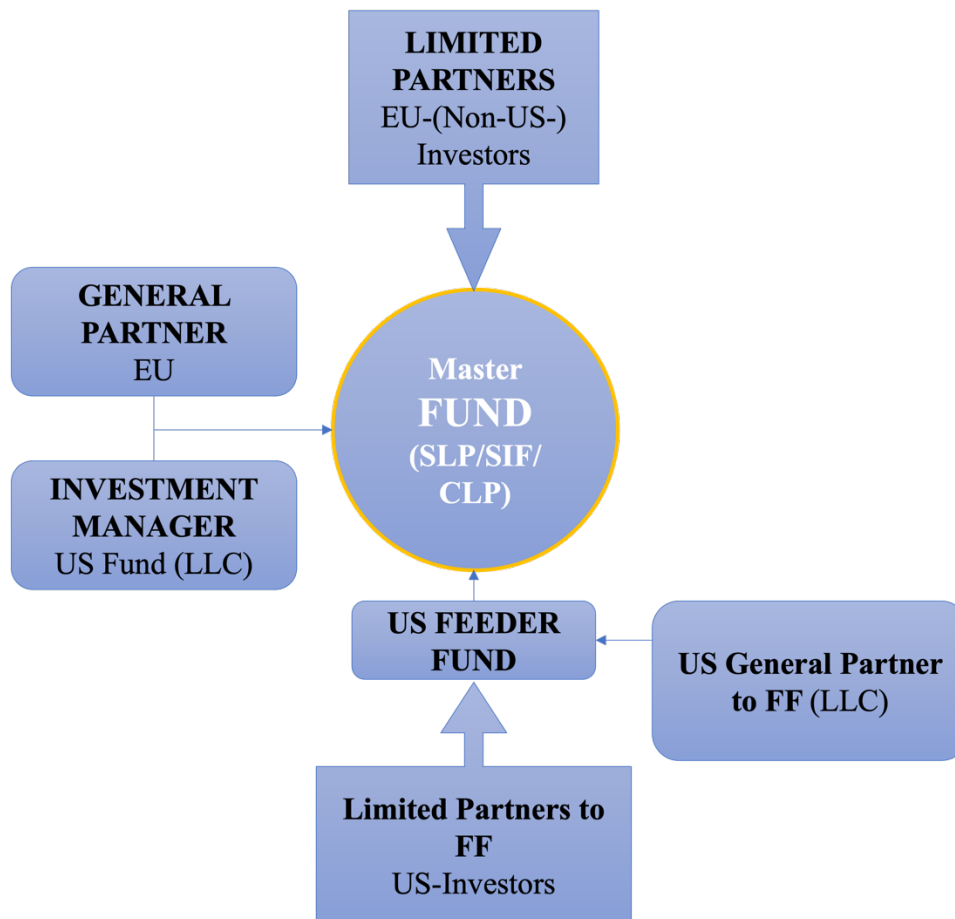 LIMITED
PARTNERS
EU-(Non-US-)
Investors
GENERAL
PARTNER
EU
Master
FUND
(SLP/SIF/
CLP)
INVESTMENT
MANAGER
US Fund (LLC)
US FEEDER
FUND
US General Partner
to FF (LLC)
Limited Partners to
FF
US-Investors